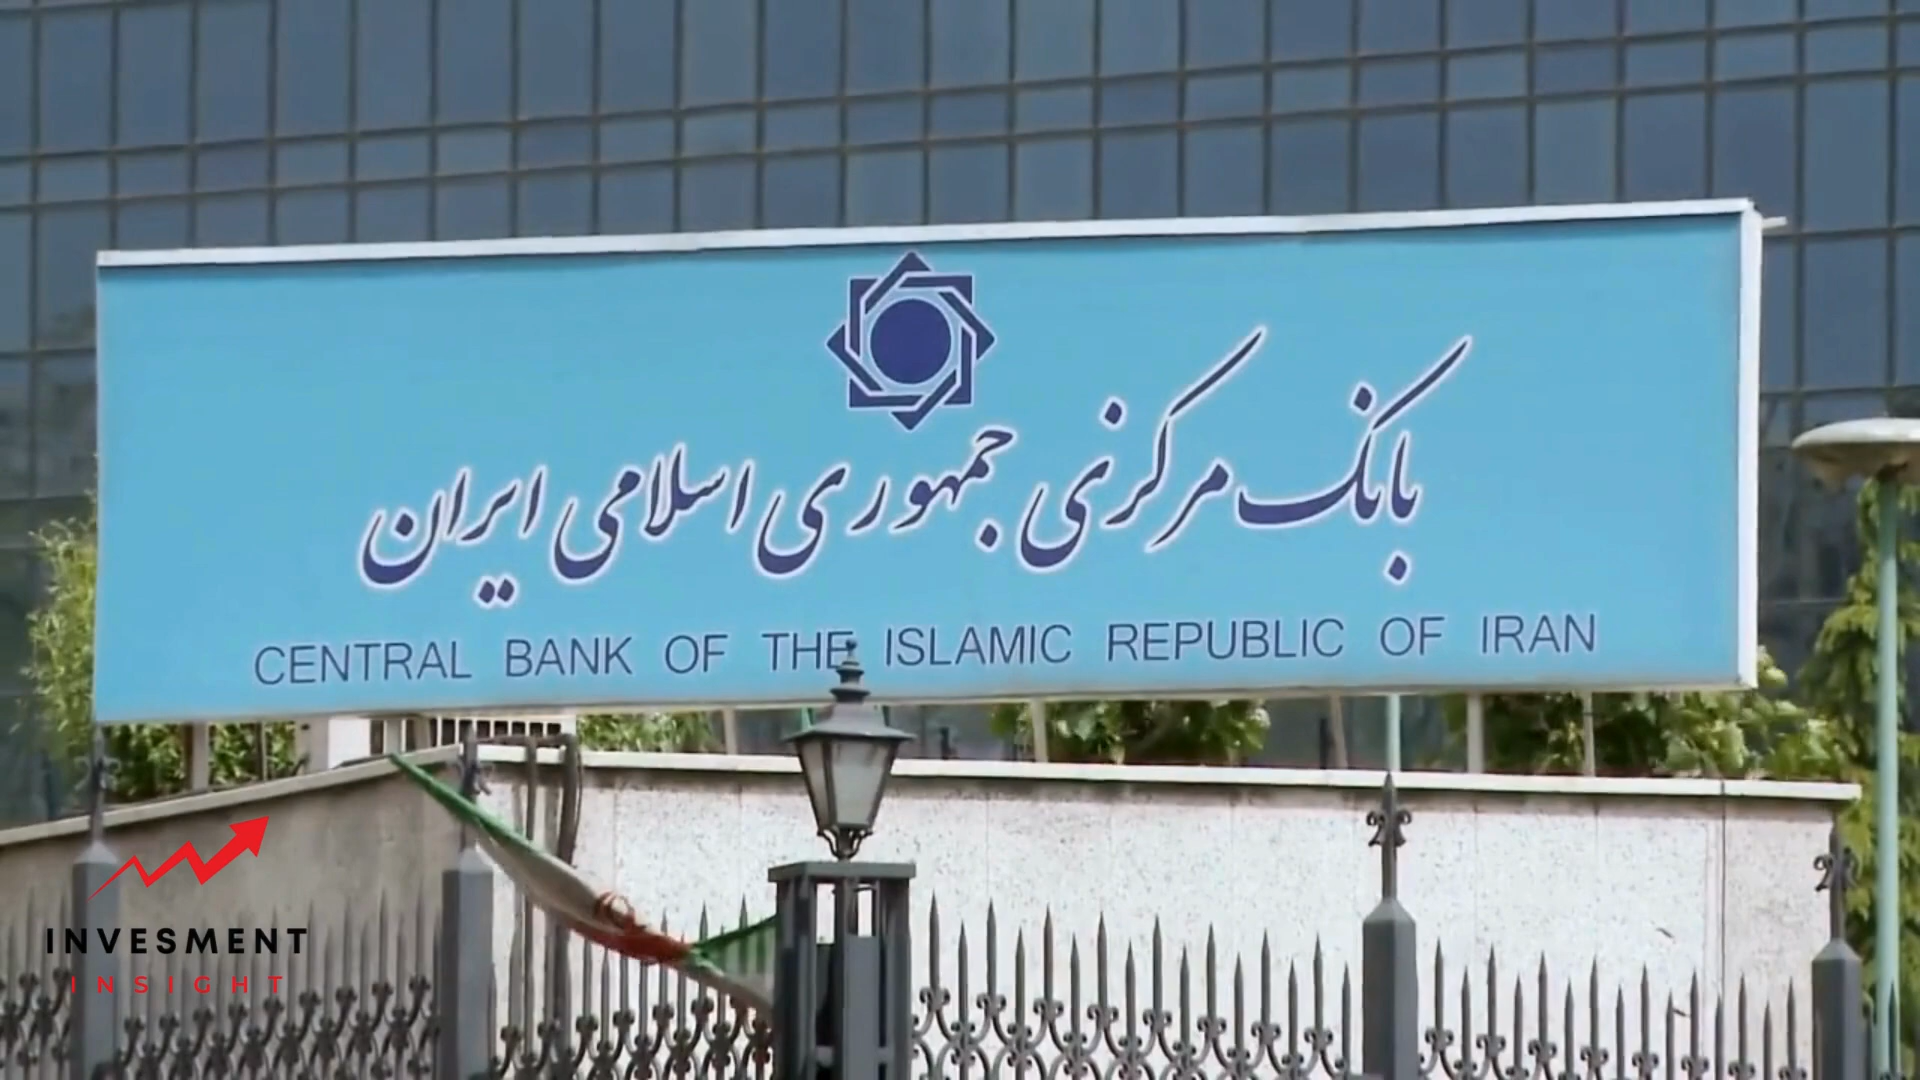 بانک مرکزی جمهوری اسلامی ایران
CENTRAL BANK OF THE ISLAMIC REPUBLIC OF IRAN
INVESMENT
INSIGHT